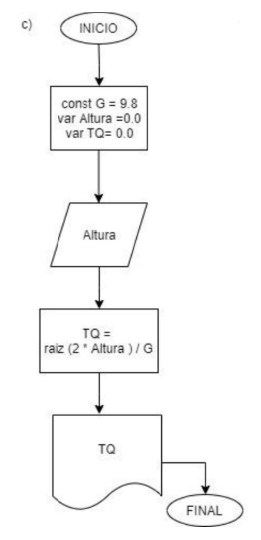 c)
INICIO
const G = 9.8
var Altura =0.0
var TQ= 0.0
Altura
TQ =
raiz (2 * Altura ) / G
TQ
FINAL